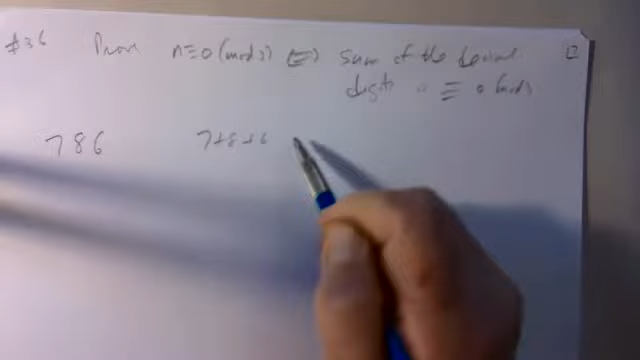 #36 Prove n≡0 (mod 3) ⟺ sum of the decimal
digits ≡ 0 (mod 3)
786 7+8+6